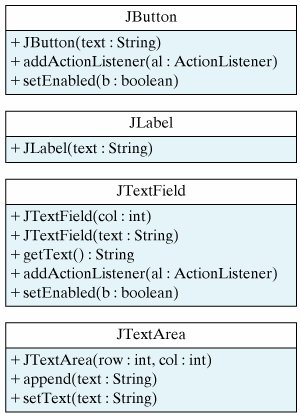 JButton
+ JButton(text : String)
+ addActionListener(al : ActionListener)
+ setEnabled(b : boolean)
JLabel
+ JLabel(text : String)
JTextField
+ JTextField(col : int)
+ JTextField(text : String)
+ getText() : String
+ addActionListener(al : ActionListener)
+ setEnabled(b : boolean)
JTextArea
+ JTextArea(row : int, col : int)
+ append(text : String)
+ setText(text : String)